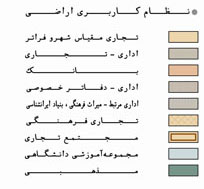 نظام کاربری اراضی
تجاری مقیاس شهر و فراتر
اداری - تجاری
بانک
اداری - دفاتر خصوصی
اداری مرتبط - میراث فرهنگی ، بنیاد ایرانشناسی
تجاری فرهنگی
مجتمع تجاری
مجموعه آموزشی دانشگاهی
مذهبی